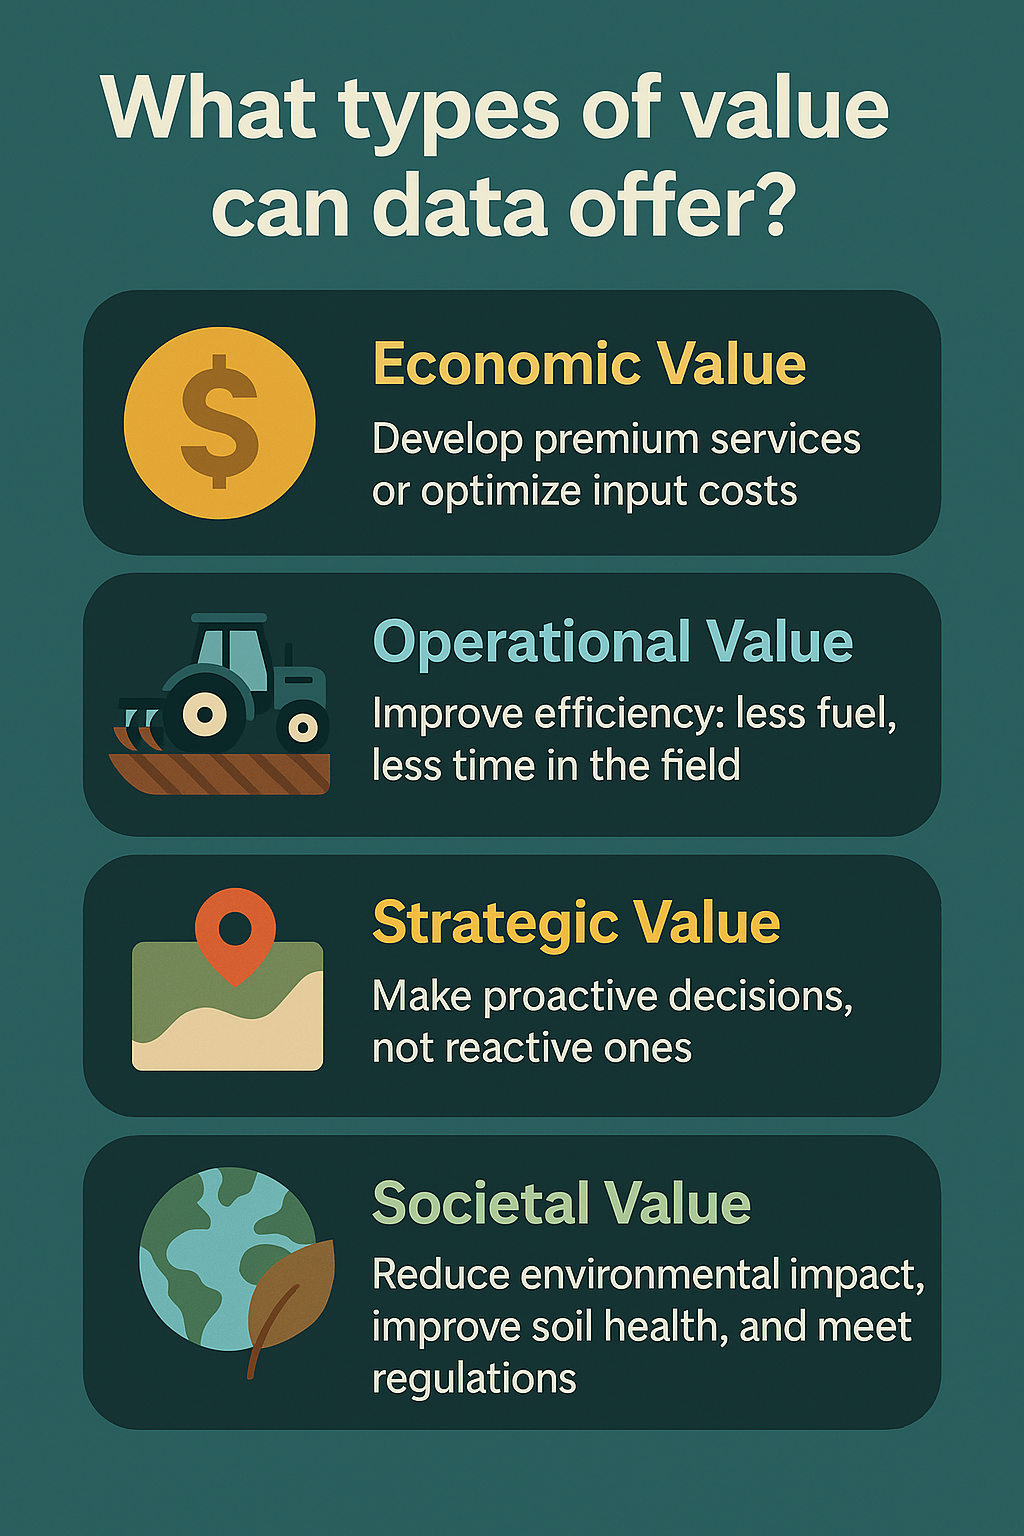 What types of value
can data offer?
$
Economic Value
Develop premium services
or optimize input costs
Operational Value
Improve efficiency: less fuel,
less time in the field
Strategic Value
Make proactive decisions,
not reactive ones
Societal Value
Reduce environmental impact,
improve soil health, and meet
regulations